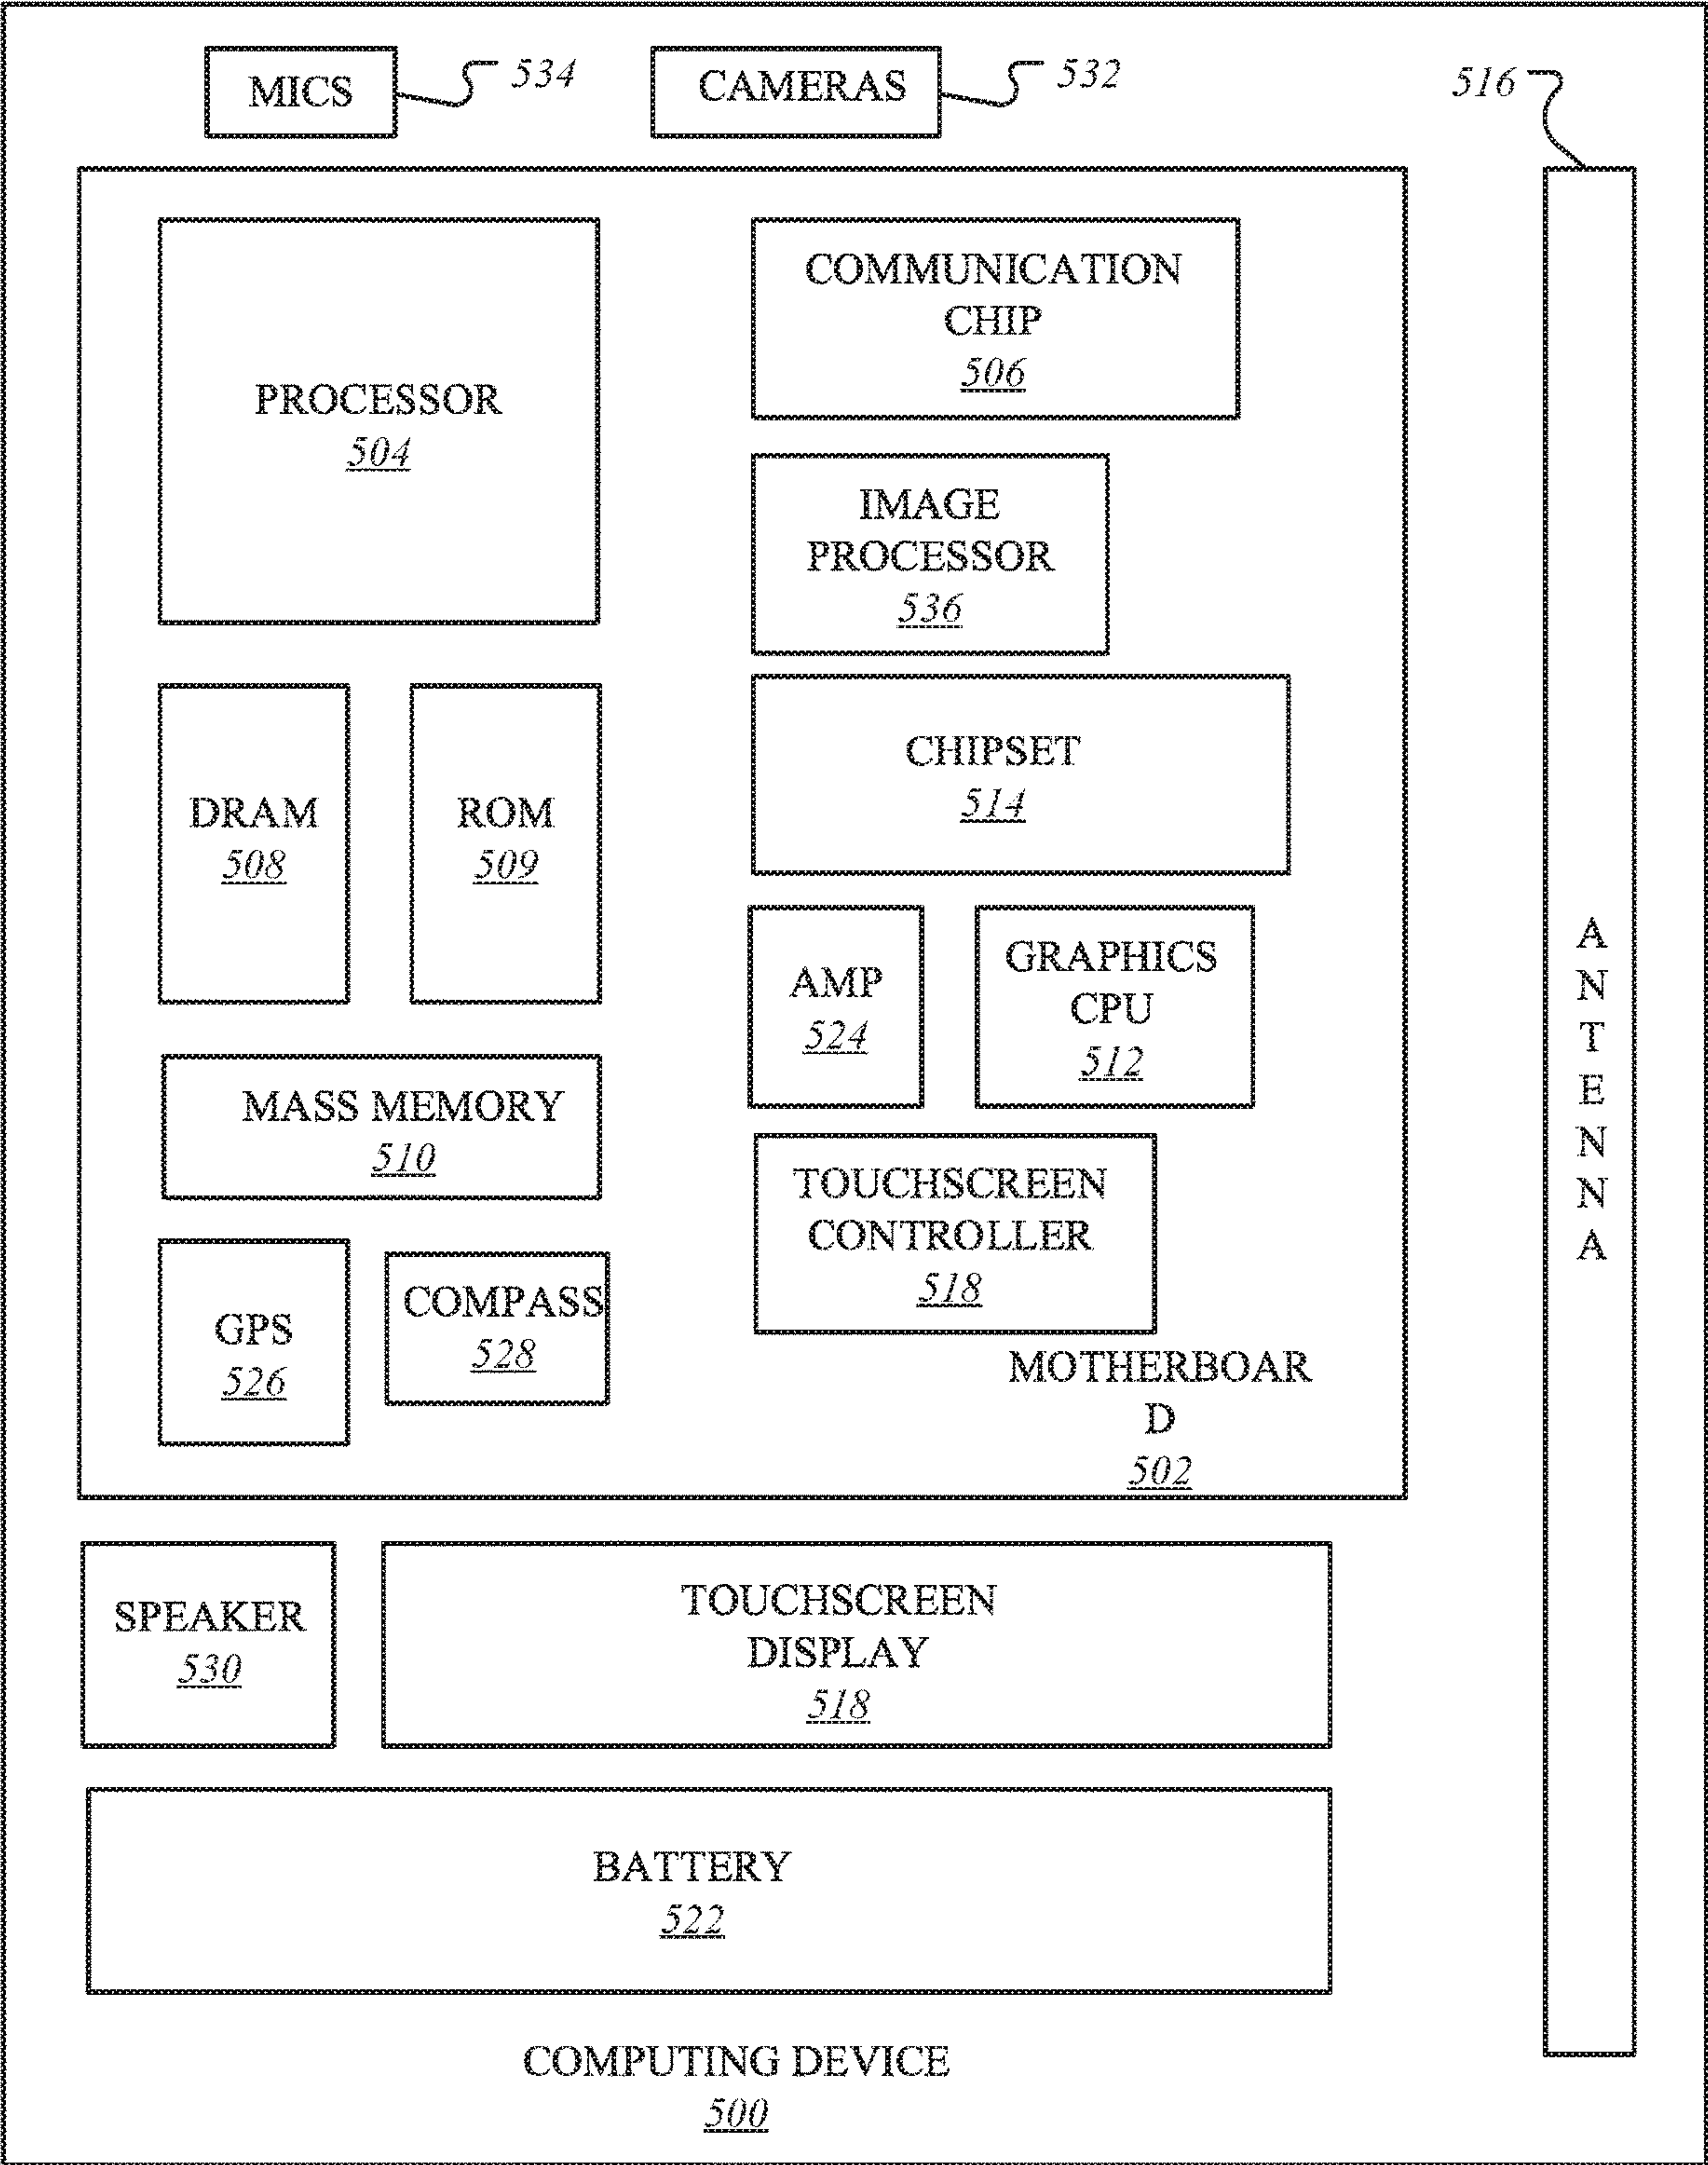 MICS
534
CAMERAS
532
516
PROCESSOR
504
COMMUNICATION
CHIP
506
IMAGE
PROCESSOR
536
CHIPSET
514
DRAM
508
ROM
509
AMP
524
GRAPHICS
CPU
512
MASS MEMORY
510
TOUCHSCREEN
CONTROLLER
518
GPS
526
COMPASS
528
MOTHERBOAR
D
502
A
N
T
E
N
N
A
SPEAKER
530
TOUCHSCREEN
DISPLAY
518
BATTERY
522
COMPUTING DEVICE
500